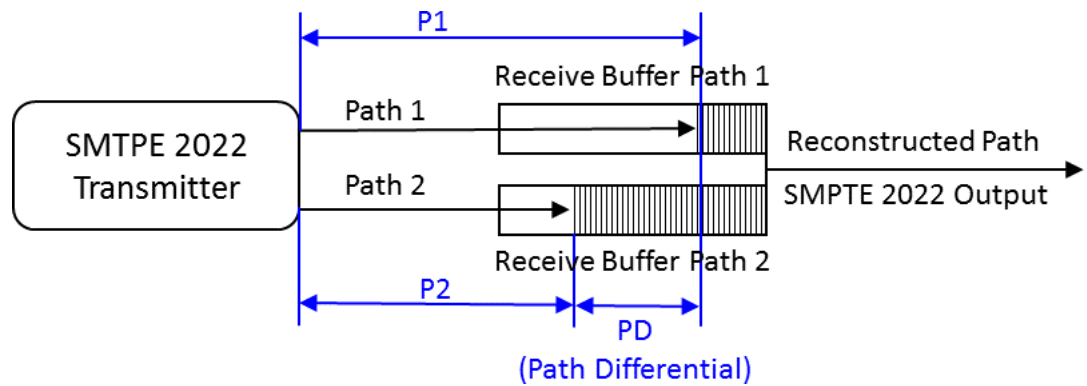 P1
Receive Buffer Path 1
Path 1
SMTPE 2022
Transmitter
Reconstructed Path
Path 2
SMPTE 2022 Output
Receive Buffer Path 2
P2
PD
(Path Differential)